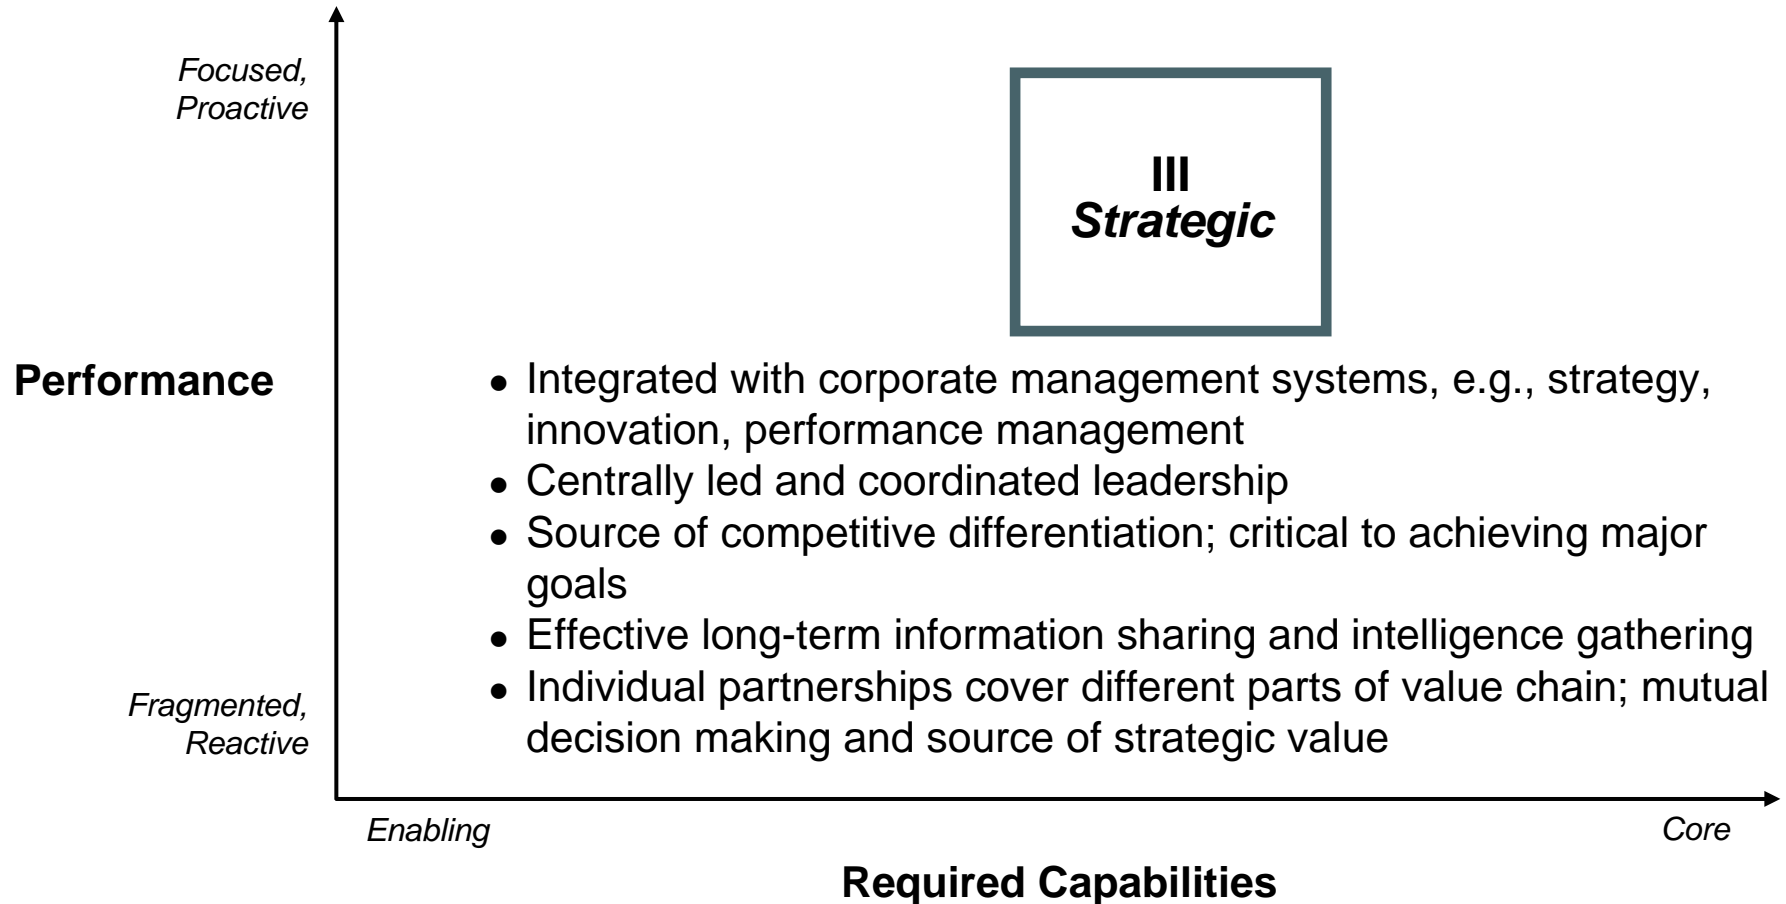 Focused,
Proactive
III
Strategic
Performance
• Integrated with corporate management systems, e.g., strategy,
innovation, performance management
• Centrally led and coordinated leadership
• Source of competitive differentiation; critical to achieving major
goals
• Effective long-term information sharing and intelligence gathering
• Individual partnerships cover different parts of value chain; mutual
decision making and source of strategic value
Fragmented,
Reactive
Enabling
Core
Required Capabilities